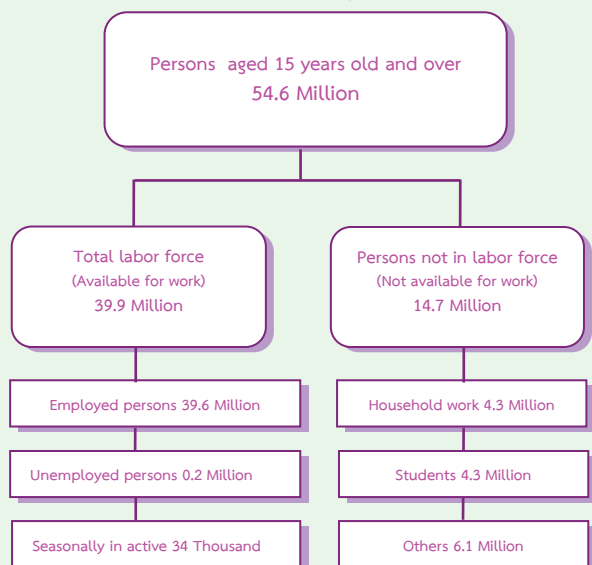 Persons aged 15 years old and over
54.6 Million
Total labor force
(Available for work)
39.9 Million
Persons not in labor force
(Not available for work)
14.7 Million
Employed persons 39.6 Million
Household work 4.3 Million
Unemployed persons 0.2 Million
Students 4.3 Million
Seasonally in active 34 Thousand
Others 6.1 Million